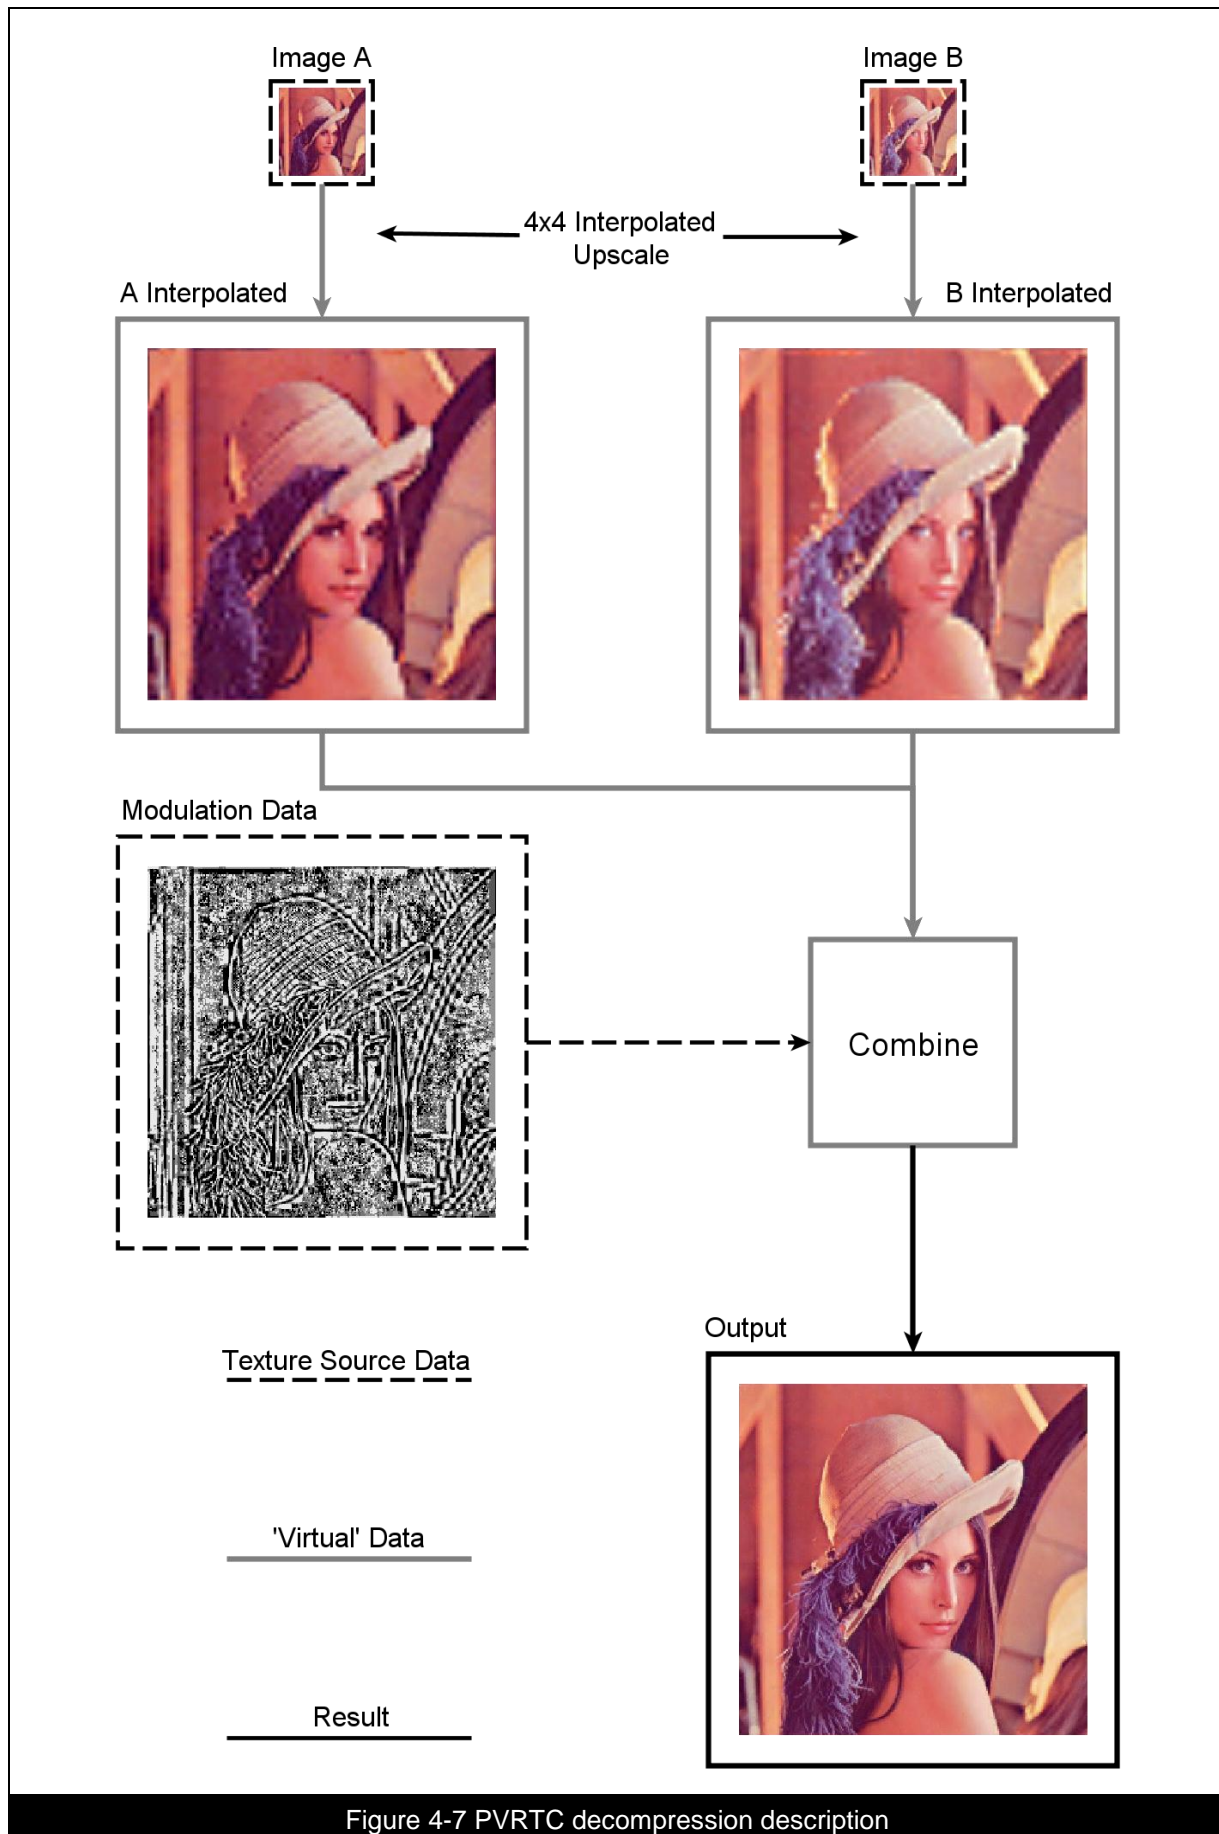 Image A
Image B
4x4 Interpolated
Upscale
A Interpolated
B Interpolated
Modulation Data
Combine
Output
Texture Source Data
'Virtual' Data
Result
Figure 4-7 PVRTC decompression description